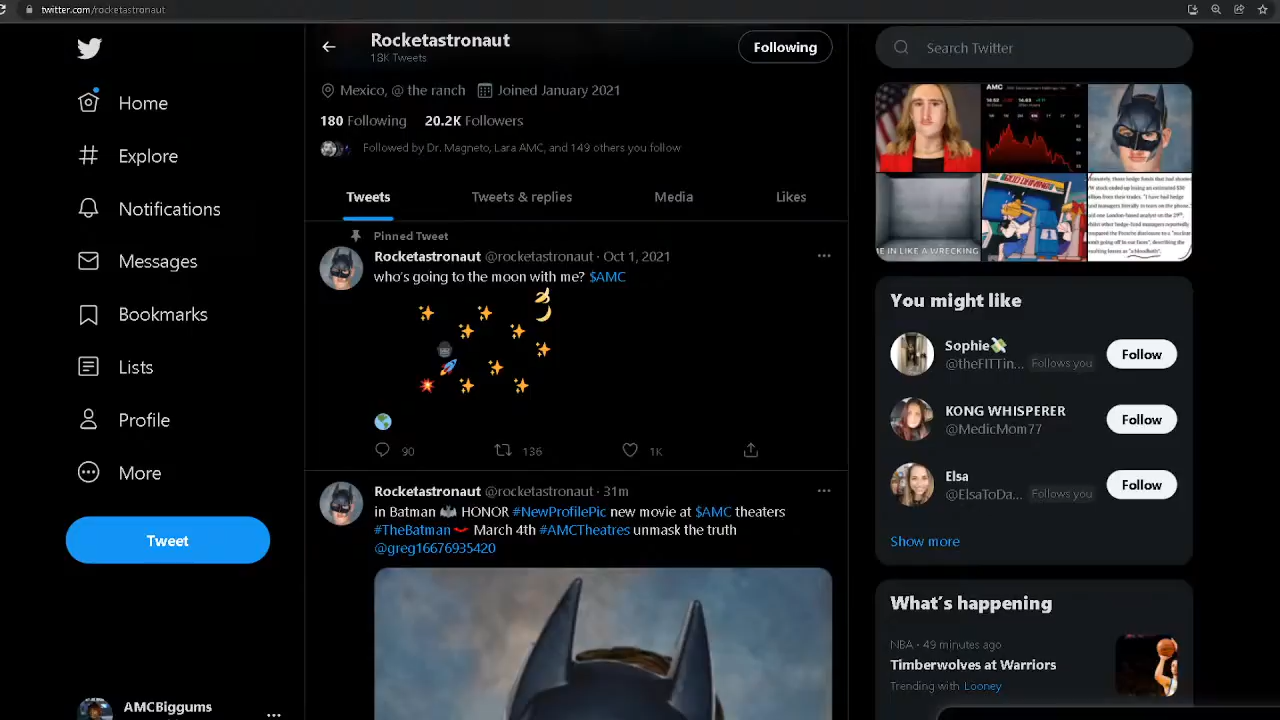 twitter.com/rocketastronaut
Rocketastronaut
18K Tweets
Following
Search Twitter
Home
Explore
Notifications
Messages
Bookmarks
Lists
Profile
More
Tweet
AMCBiggums
Mexico, @ the ranch Joined January 2021
180 Following 20.2K Followers
Followed by Dr. Magneto, Lara AMC, and 149 others you follow
Tweets Tweets & replies Media Likes
Pinned Tweet
Rocketastronaut @rocketastronaut · Oct 1, 2021
who's going to the moon with me? $AMC
90 136 1K
Rocketastronaut @rocketastronaut · 31m
in Batman HONOR #NewProfilePic new movie at $AMC theaters
#TheBatman March 4th #AMCTheatres unmask the truth
@greg16676935420
AMC
E IN LIKE A WRECKING
You might like
Sophie
@theFITTin... Follows you
Follow
KONG WHISPERER
@MedicMom77
Follow
Elsa
@ElsaToDa... Follows you
Follow
Show more
What's happening
NBA · 49 minutes ago
Timberwolves at Warriors
Trending with Looney